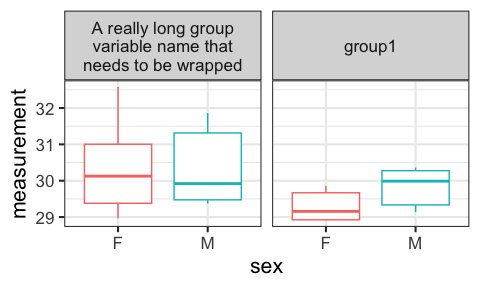 A really long group
variable name that
needs to be wrapped
group1
measurement
32
31
30
29
F
M
F
M
sex